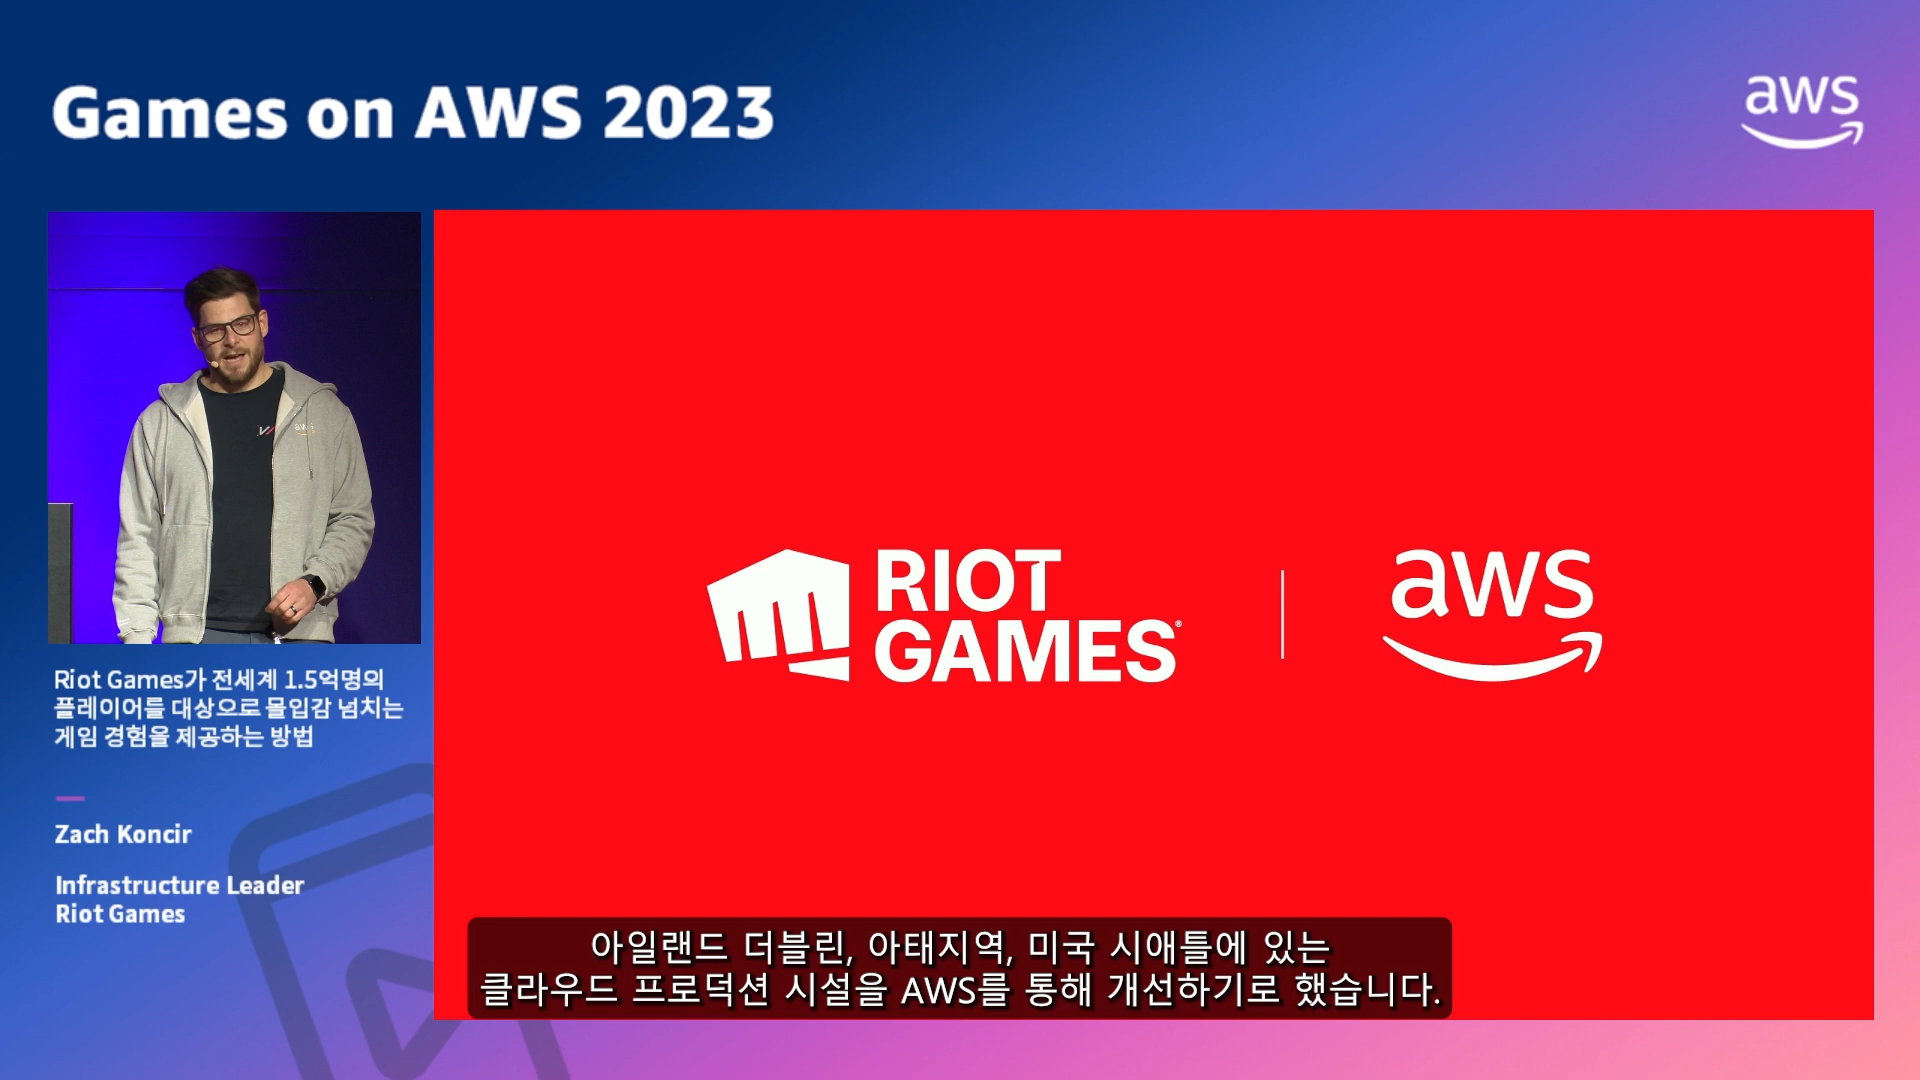 Games on AWS 2023
aws
Riot Games가 전세계 1.5억명의
플레이어를 대상으로 몰입감 넘치는
게임 경험을 제공하는 방법
Zach Koncir
Infrastructure Leader
Riot Games
RIOT
GAMES®
aws
아일랜드 더블린, 아태지역, 미국 시애틀에 있는
클라우드 프로덕션 시설을 AWS를 통해 개선하기로 했습니다.